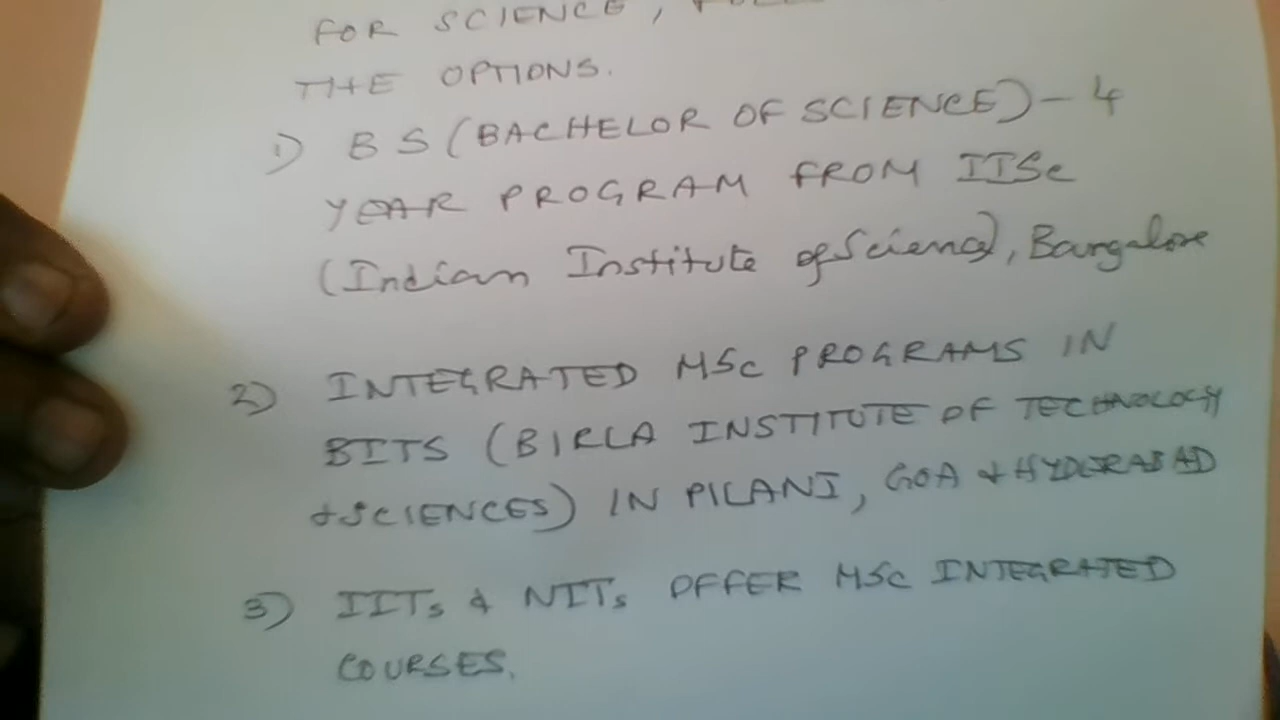 FOR SCIENCE,
THE OPTIONS.
1) BS (BACHELOR OF SCIENCE) - 4
YEAR PROGRAM FROM IISc
(Indian Institute of Science), Bangalore
2) INTEGRATED MSc PROGRAMS IN
BITS (BIRLA INSTITUTE OF TECHNOLOGY
& SCIENCES) IN PILANI, GOA & HYDERABAD
3) IITs & NITs OFFER MSc INTEGRATED
COURSES.